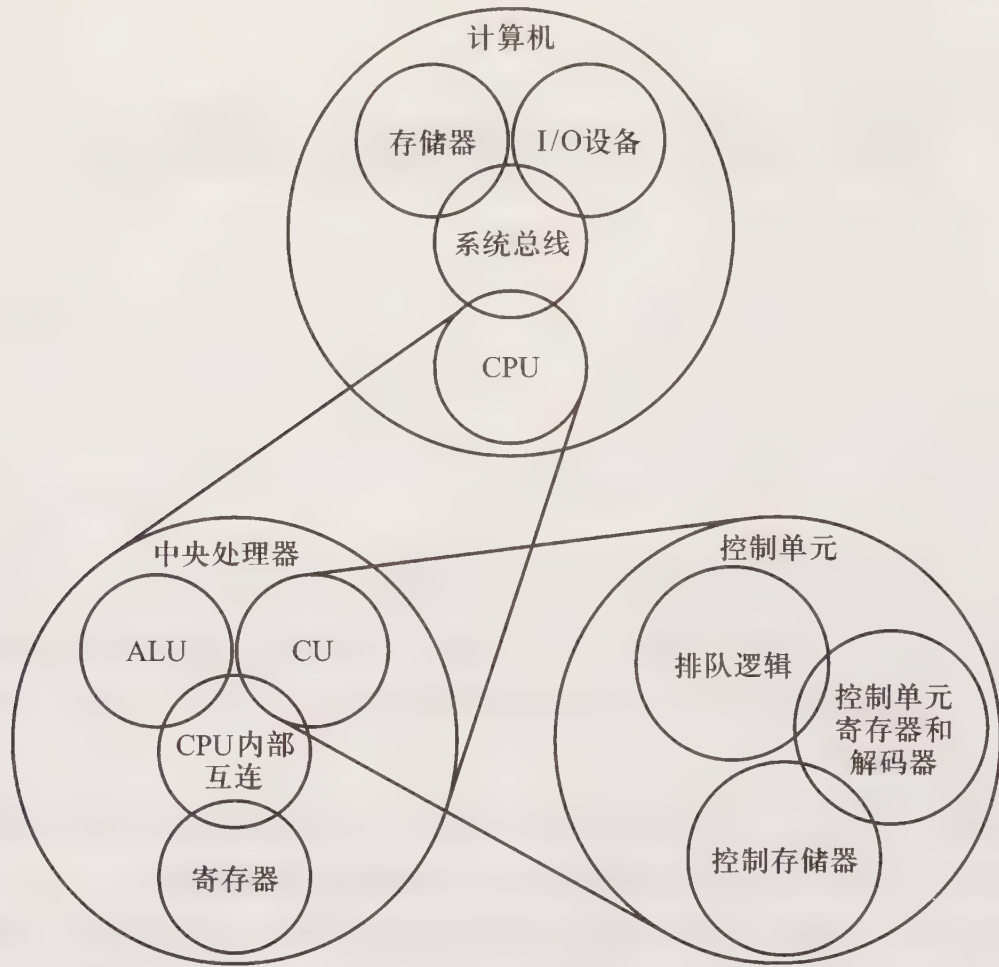 计算机
存储器
I/O设备
系统总线
CPU
中央处理器
ALU
CU
CPU内部
互连
寄存器
控制单元
排队逻辑
控制单元
寄存器和
解码器
控制存储器